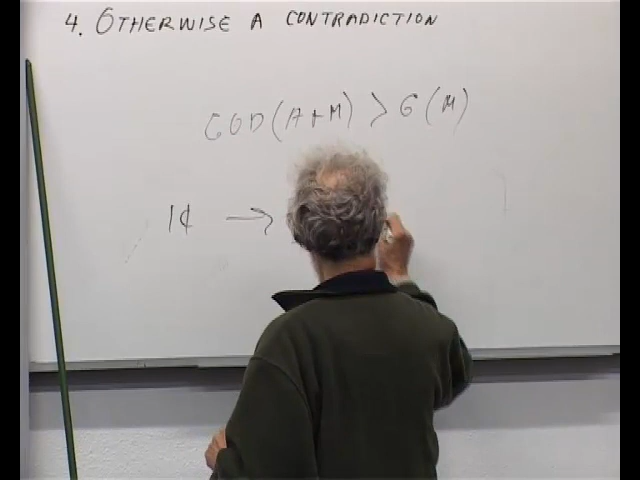 4. OTHERWISE A CONTRADICTION
GOD(A+M) > G(M)
1¢ →